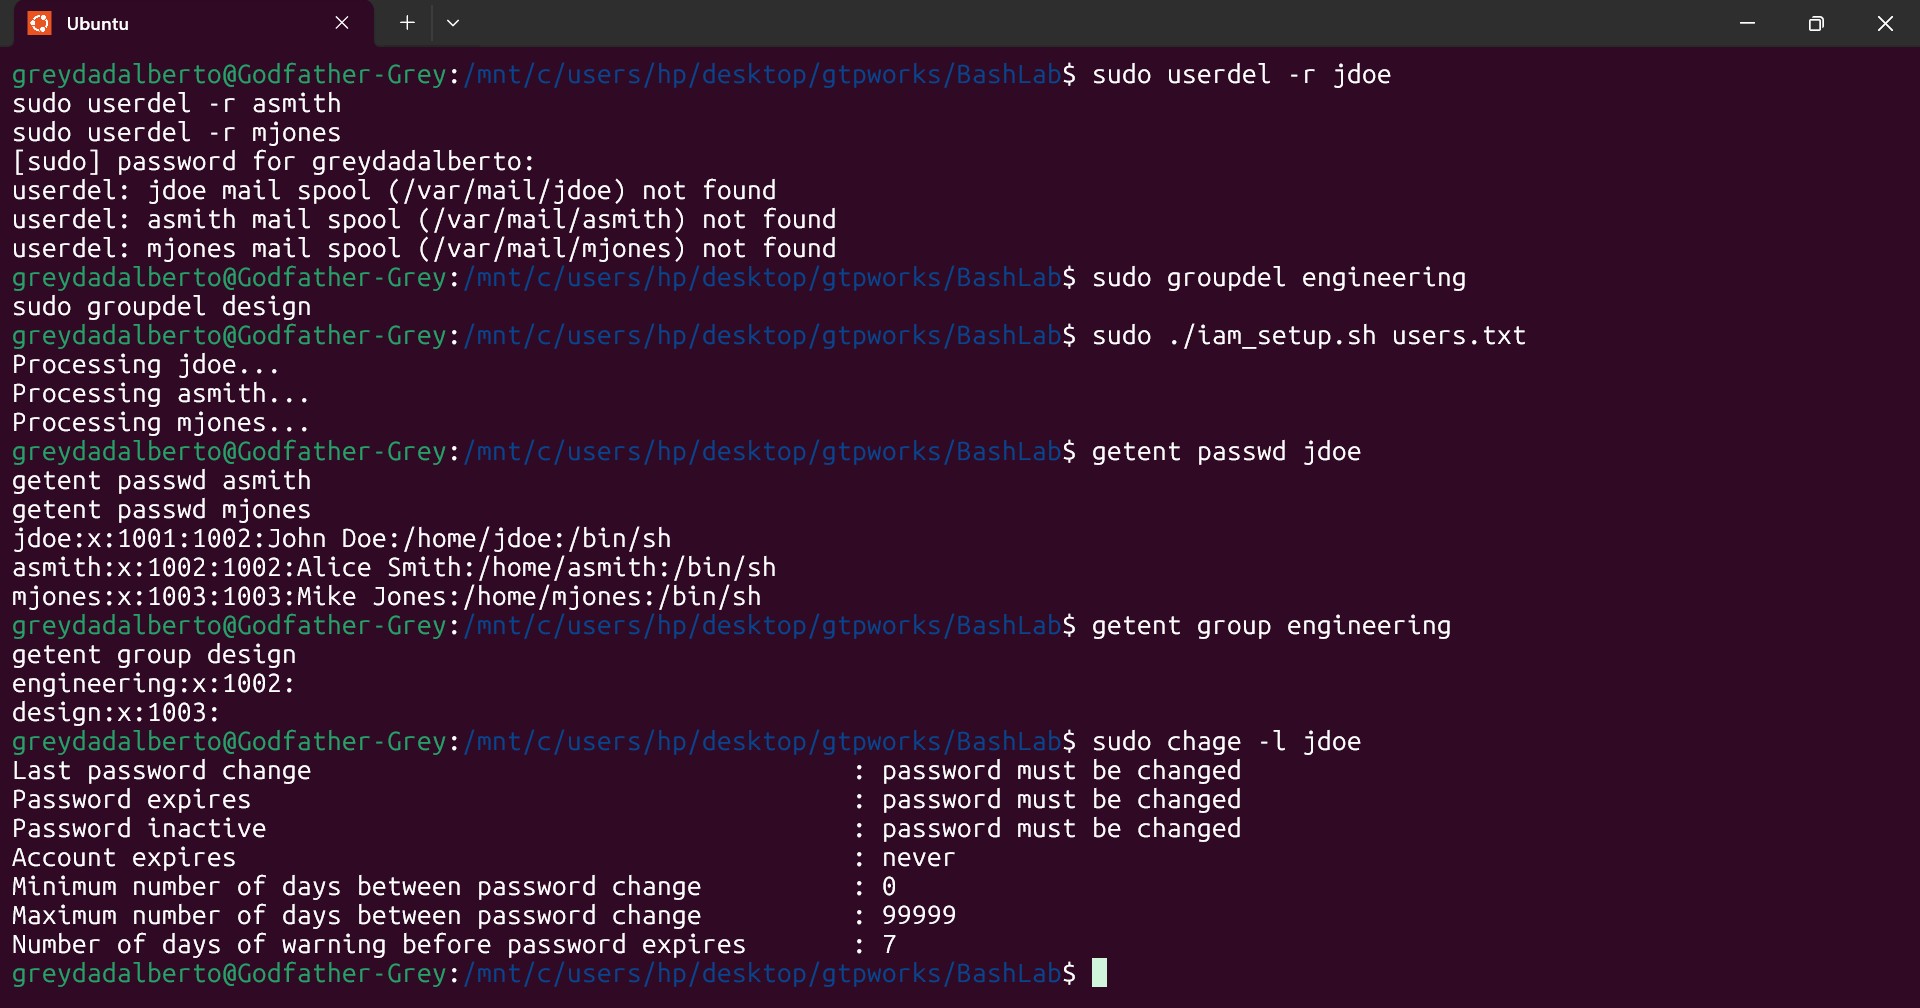 Ubuntu
greydadalberto@Godfather-Grey:/mnt/c/users/hp/desktop/gtpworks/BashLab$ sudo userdel -r jdoe
sudo userdel -r asmith
sudo userdel -r mjones
[sudo] password for greydadalberto:
userdel: jdoe mail spool (/var/mail/jdoe) not found
userdel: asmith mail spool (/var/mail/asmith) not found
userdel: mjones mail spool (/var/mail/mjones) not found
greydadalberto@Godfather-Grey:/mnt/c/users/hp/desktop/gtpworks/BashLab$ sudo groupdel engineering
sudo groupdel design
greydadalberto@Godfather-Grey:/mnt/c/users/hp/desktop/gtpworks/BashLab$ sudo ./iam_setup.sh users.txt
Processing jdoe...
Processing asmith...
Processing mjones...
greydadalberto@Godfather-Grey:/mnt/c/users/hp/desktop/gtpworks/BashLab$ getent passwd jdoe
getent passwd asmith
getent passwd mjones
jdoe:x:1001:1002:John Doe:/home/jdoe:/bin/sh
asmith:x:1002:1002:Alice Smith:/home/asmith:/bin/sh
mjones:x:1003:1003:Mike Jones:/home/mjones:/bin/sh
greydadalberto@Godfather-Grey:/mnt/c/users/hp/desktop/gtpworks/BashLab$ getent group engineering
getent group design
engineering:x:1002:
design:x:1003:
greydadalberto@Godfather-Grey:/mnt/c/users/hp/desktop/gtpworks/BashLab$ sudo chage -l jdoe
Last password change : password must be changed
Password expires : password must be changed
Password inactive : password must be changed
Account expires : never
Minimum number of days between password change : 0
Maximum number of days between password change : 99999
Number of days of warning before password expires : 7
greydadalberto@Godfather-Grey:/mnt/c/users/hp/desktop/gtpworks/BashLab$